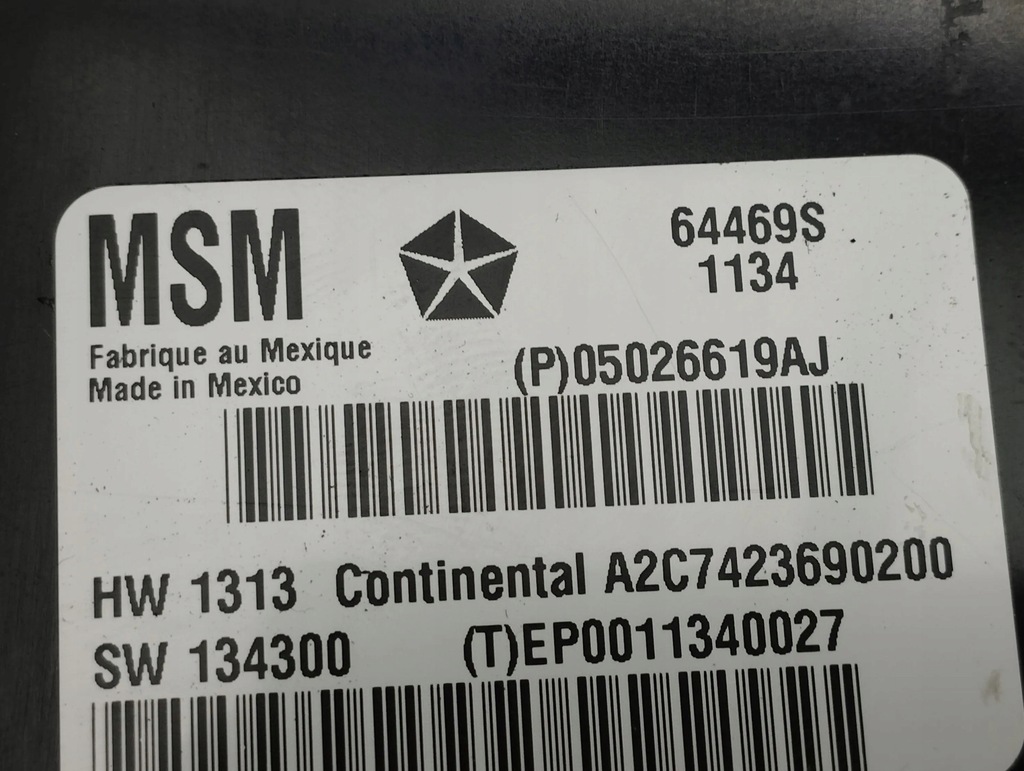 MSM
64469S
1134
Fabrique au Mexique
Made in Mexico
(P)05026619AJ
HW 1313 Continental A2C7423690200
SW 134300 (T)EP0011340027